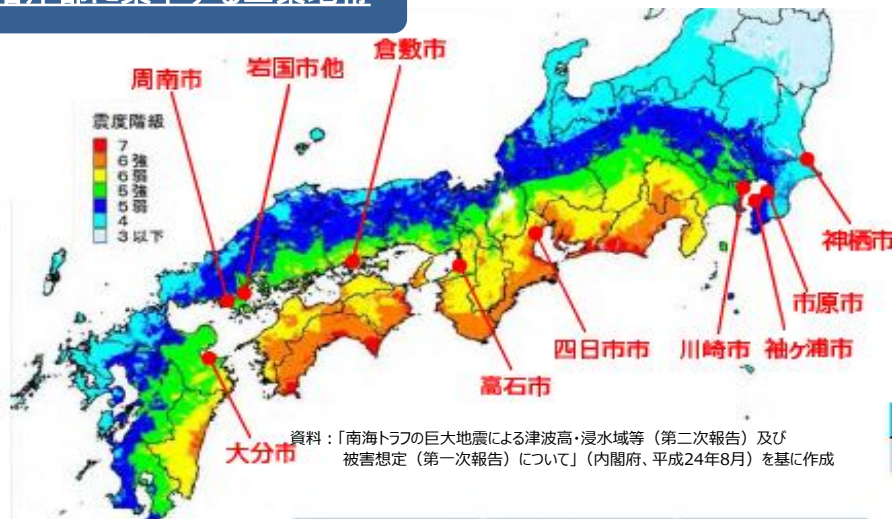 周南市
岩国市他
倉敷市
震度階級
7
6強
6弱
5強
5弱
4
3以下
神栖市
市原市
四日市市
川崎市
袖ヶ浦市
高石市
大分市
資料:「南海トラフの巨大地震による津波高・浸水域等(第二次報告)及び
被害想定(第一次報告)について」(内閣府、平成24年8月)を基に作成